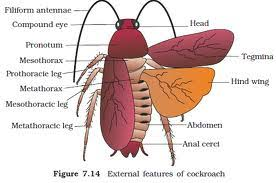 Filiform antennae
Compound eye
Head
Pronotum
Tegmina
Mesothorax
Prothoracic leg
Hind wing
Metathorax
Mesothoracic leg
Metathoracic leg
Abdomen
Anal cerci
Figure 7.14 External features of cockroach